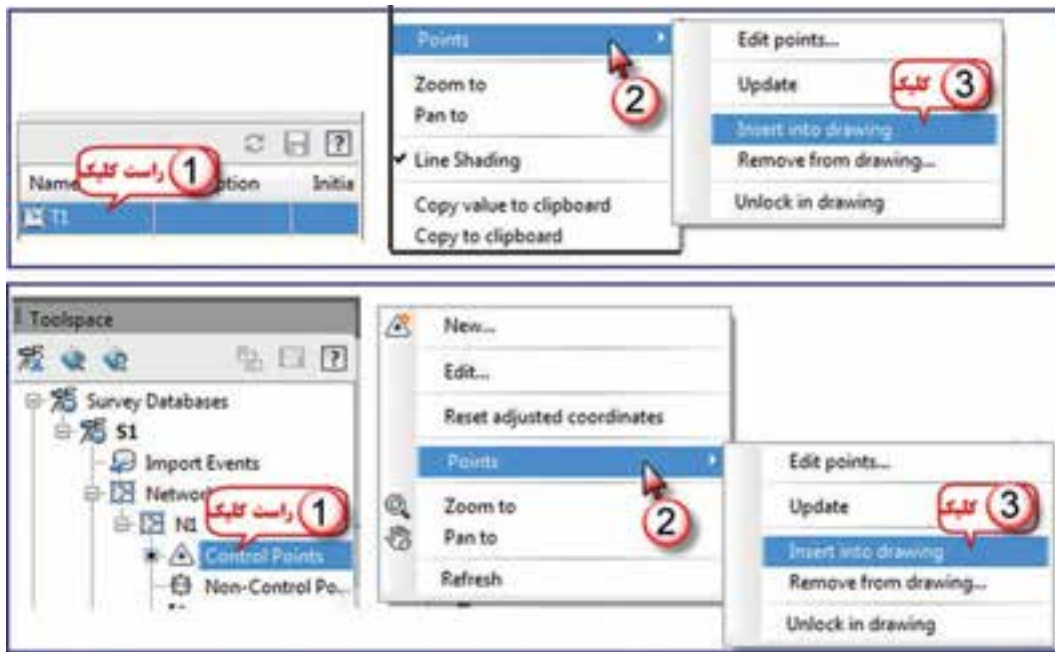 Name
ption
Initia
T1
راست کلیک 1
Points
Zoom to
Pan to
Line Shading
Copy value to clipboard
Copy to clipboard
2
Edit points...
Update
Insert into drawing
Remove from drawing...
Unlock in drawing
کلیک 3
Toolspace
Survey Databases
S1
Import Events
Networ
N1
Control Points
Non-Control Po...
راست کلیک 1
New...
Edit...
Reset adjusted coordinates
Points
Zoom to
Pan to
Refresh
2
Edit points...
Update
Insert into drawing
Remove from drawing...
Unlock in drawing
کلیک 3